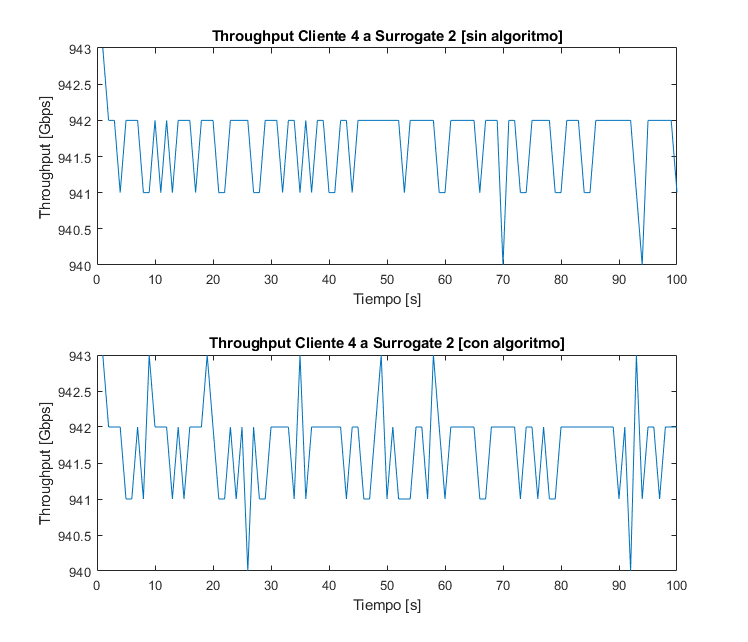 Throughput Cliente 4 a Surrogate 2 [sin algoritmo]
943
942.5
942
941.5
941
940.5
940
Throughput [Gbps]
0 10 20 30 40 50 60 70 80 90 100
Tiempo [s]
Throughput Cliente 4 a Surrogate 2 [con algoritmo]
943
942.5
942
941.5
941
940.5
940
Throughput [Gbps]
0 10 20 30 40 50 60 70 80 90 100
Tiempo [s]